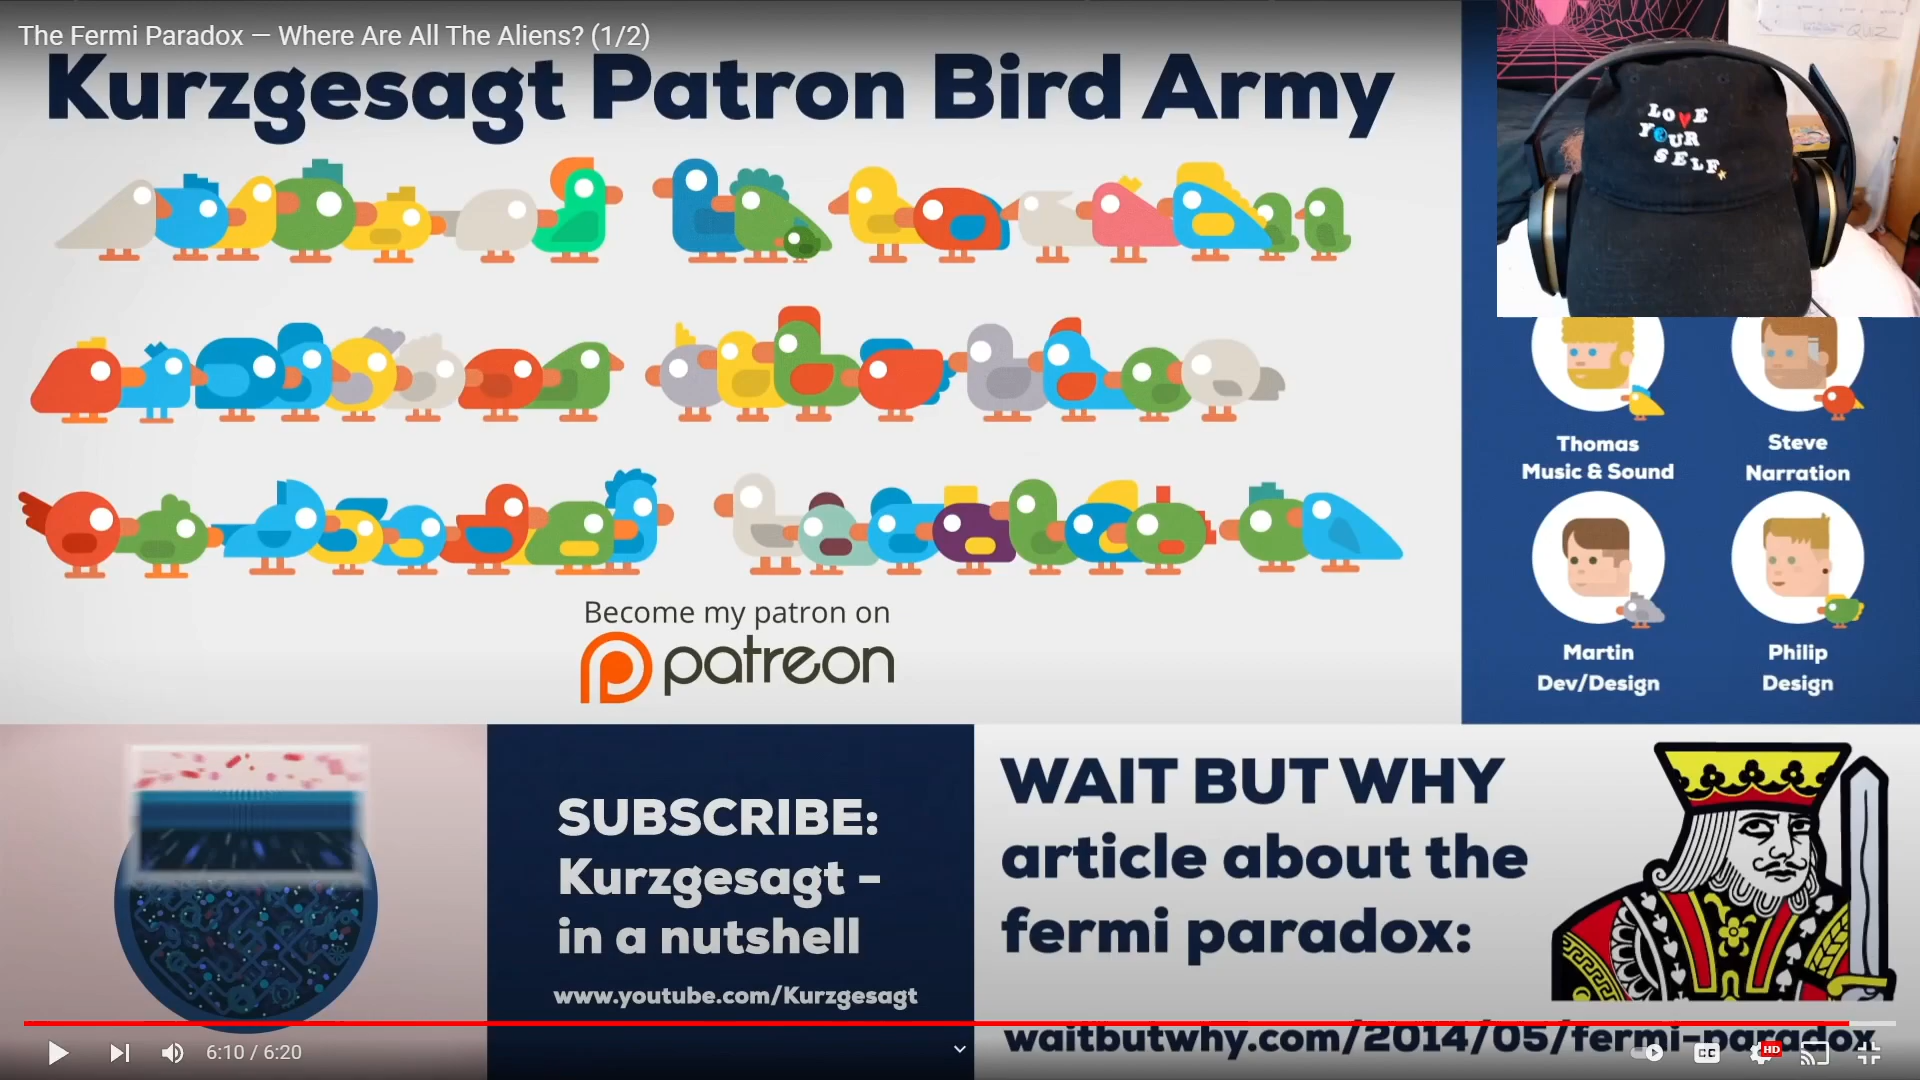 The Fermi Paradox — Where Are All The Aliens? (1/2)
Kurzgesagt Patron Bird Army
QUIZ
LOVE
YOUR
SELF
Thomas
Music & Sound
Steve
Narration
Martin
Dev/Design
Philip
Design
Become my patron on
patreon
SUBSCRIBE:
Kurzgesagt –
in a nutshell
www.youtube.com/Kurzgesagt
WAIT BUT WHY
article about the
fermi paradox:
waitbutwhy.com/2014/05/fermi-paradox
6:10 / 6:20
CC
HD